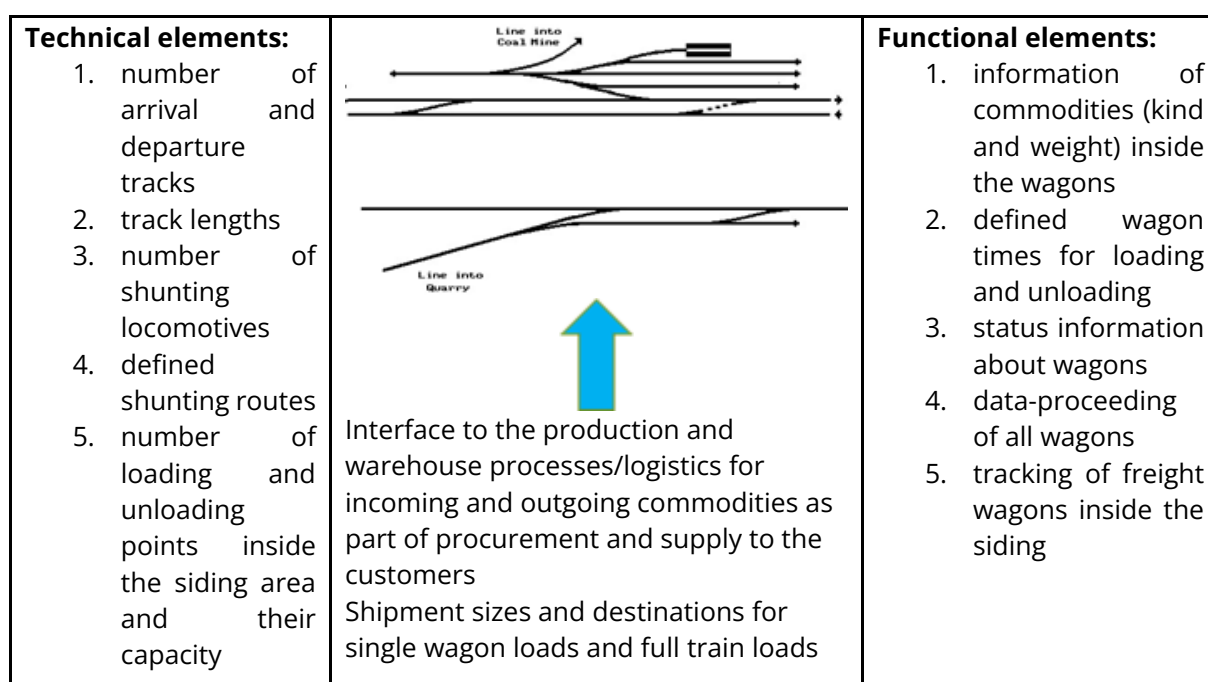 Technical elements:
1. number of
arrival and
departure
tracks
2. track lengths
3. number of
shunting
locomotives
4. defined
shunting routes
5. number of
loading and
unloading
points inside
the siding area
and their
capacity
Line into
Coal Mine
Line into
Quarry
Interface to the production and
warehouse processes/logistics for
incoming and outgoing commodities as
part of procurement and supply to the
customers
Shipment sizes and destinations for
single wagon loads and full train loads
Functional elements:
1. information of
commodities (kind
and weight) inside
the wagons
2. defined wagon
times for loading
and unloading
3. status information
about wagons
4. data-proceeding
of all wagons
5. tracking of freight
wagons inside the
siding